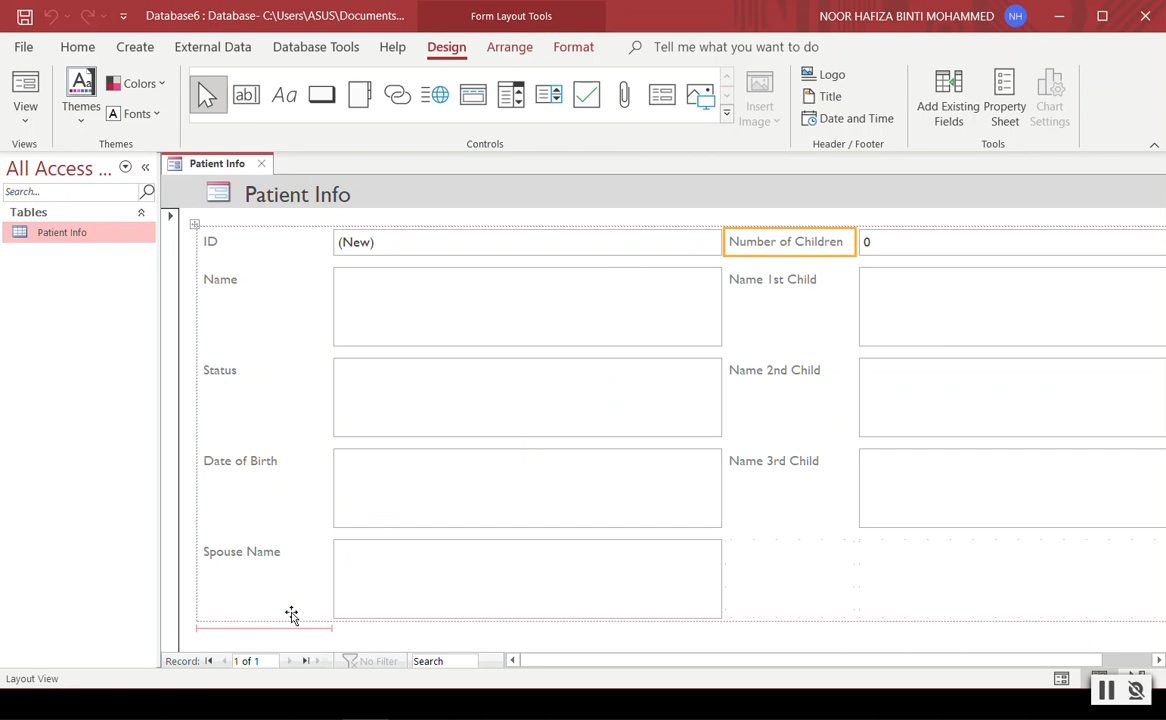 Database6 : Database- C:\Users\ASUS\Documents...
Form Layout Tools
NOOR HAFIZA BINTI MOHAMMED
NH
File
Home
Create
External Data
Database Tools
Help
Design
Arrange
Format
Tell me what you want to do
View
Views
Aa
Themes
Colors
A Fonts
Themes
ab
Aa
Controls
Insert
Image
Logo
Title
Date and Time
Header / Footer
Add Existing
Fields
Property
Sheet
Chart
Settings
Tools
All Access ...
Search...
Tables
Patient Info
Patient Info
Patient Info
ID
(New)
Number of Children
0
Name
Name 1st Child
Status
Name 2nd Child
Date of Birth
Name 3rd Child
Spouse Name
Record:
1 of 1
No Filter
Search
Layout View